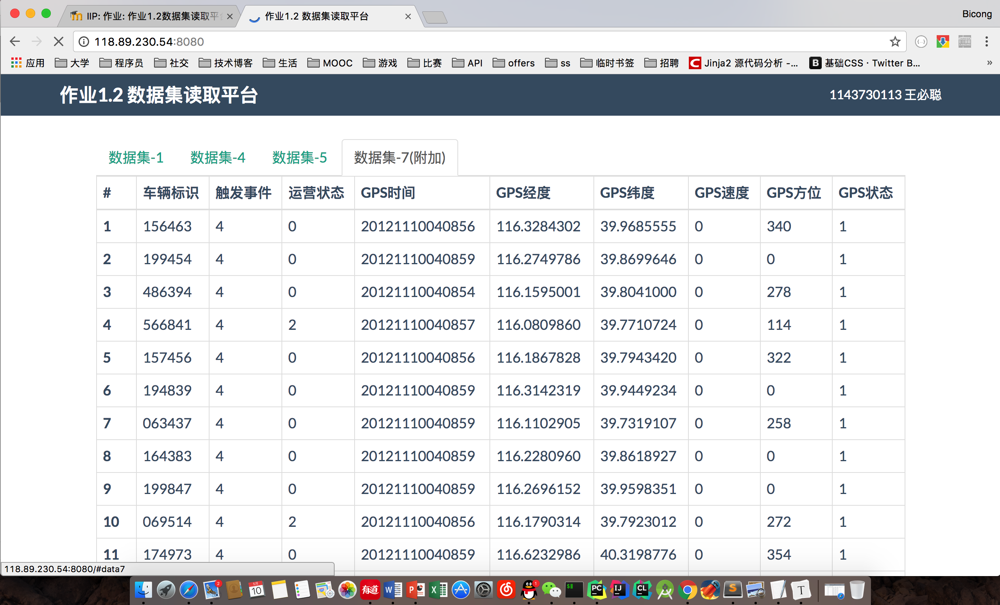 IIP: 作业: 作业1.2数据集读取平台
作业1.2 数据集读取平台
Bicong
118.89.230.54:8080
应用 大学 程序员 社交 技术博客 生活 MOOC 游戏 比赛 API offers ss 临时书签 招聘 Jinja2 源代码分析 -... B 基础CSS · Twitter B... »
作业1.2 数据集读取平台 1143730113 王必聪
数据集-1 数据集-4 数据集-5 数据集-7(附加)
# 车辆标识 触发事件 运营状态 GPS时间 GPS经度 GPS纬度 GPS速度 GPS方位 GPS状态
1 156463 4 0 20121110040856 116.3284302 39.9685555 0 340 1
2 199454 4 0 20121110040859 116.2749786 39.8699646 0 0 1
3 486394 4 0 20121110040854 116.1595001 39.8041000 0 278 1
4 566841 4 2 20121110040857 116.0809860 39.7710724 0 114 1
5 157456 4 0 20121110040856 116.1867828 39.7943420 0 322 1
6 194839 4 0 20121110040859 116.3142319 39.9449234 0 0 1
7 063437 4 0 20121110040859 116.1102905 39.7319107 0 258 1
8 164383 4 0 20121110040859 116.2280960 39.8618927 0 0 1
9 199847 4 0 20121110040859 116.2696152 39.9598351 0 0 1
10 069514 4 2 20121110040856 116.1790314 39.7923012 0 272 1
11 174973 4 0 20121110040859 116.6232986 40.3198776 0 354 1
118.89.230.54:8080/#data7
2 5月 10 有道 W P X 1 $ PC IJ CL S T